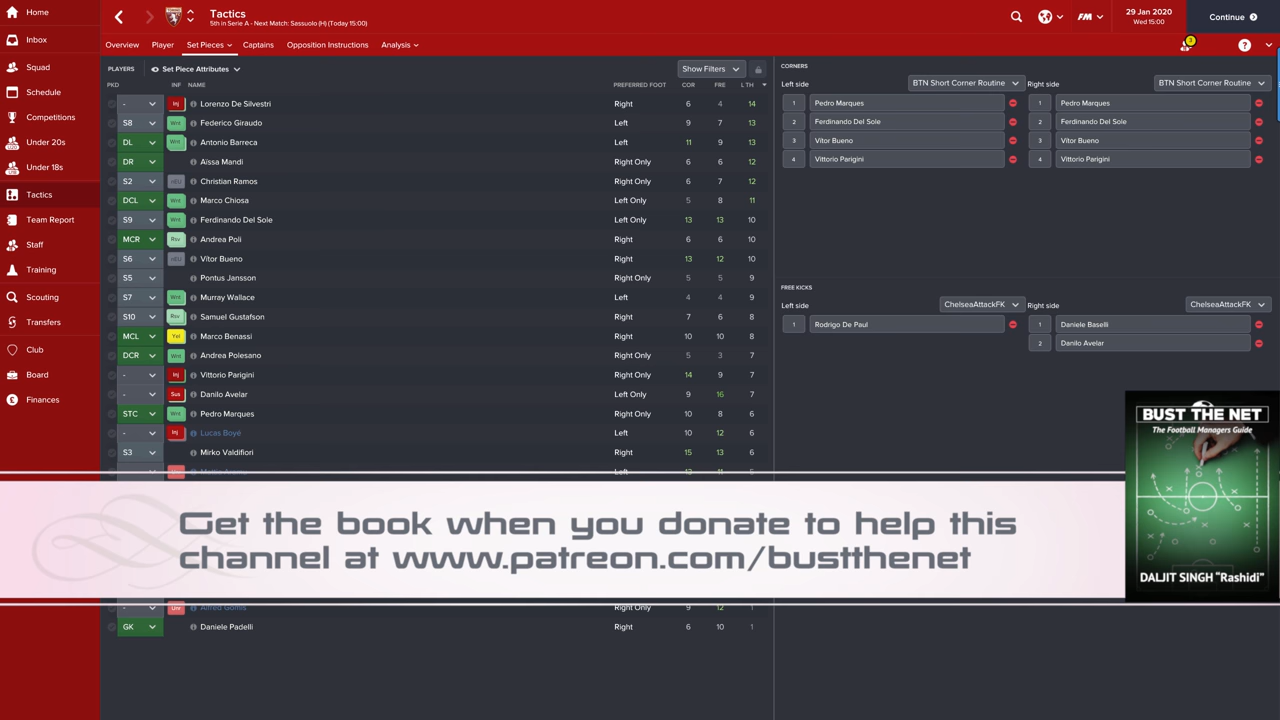 Home
Inbox
Squad
Schedule
Competitions
Under 20s
Under 18s
Tactics
Team Report
Staff
Training
Scouting
Transfers
Club
Board
Finances
Tactics
5th in Serie A - Next Match: Sassuolo (H) (Today 15:00)
FM
29 Jan 2020
Wed 15:00
Continue
Overview Player Set Pieces Captains Opposition Instructions Analysis
PLAYERS Set Piece Attributes Show Filters
PKD INF NAME PREFERRED FOOT COR FRE L TH
- Inj Lorenzo De Silvestri Right 6 4 14
S8 Wnt Federico Giraudo Left 9 7 13
DL Wnt Antonio Barreca Left 11 9 13
DR Aïssa Mandi Right Only 6 6 12
S2 nEU Christian Ramos Right Only 6 7 12
DCL Wnt Marco Chiosa Left Only 5 8 11
S9 Wnt Ferdinando Del Sole Left Only 13 13 10
MCR Rsv Andrea Poli Right 6 6 10
S6 nEU Vítor Bueno Right 13 12 10
S5 Pontus Jansson Right Only 5 5 9
S7 Wnt Murray Wallace Left 4 4 9
S10 Rsv Samuel Gustafson Right 7 6 8
MCL Yel Marco Benassi Right 10 10 8
DCR Wnt Andrea Polesano Right Only 5 3 7
- Inj Vittorio Parigini Right Only 14 9 7
- Sus Danilo Avelar Left Only 9 16 7
STC Wnt Pedro Marques Right Only 10 8 6
- Inj Lucas Boyé Left 10 12 6
S3 Mirko Valdifiori Right 15 13 6
- Unr Alfred Gomis Right Only 9 12 1
GK Daniele Padelli Right 6 10 1
CORNERS
Left side BTN Short Corner Routine Right side BTN Short Corner Routine
1 Pedro Marques 1 Pedro Marques
2 Ferdinando Del Sole 2 Ferdinando Del Sole
3 Vítor Bueno 3 Vítor Bueno
4 Vittorio Parigini 4 Vittorio Parigini
FREE KICKS
Left side ChelseaAttackFK Right side ChelseaAttackFK
1 Rodrigo De Paul 1 Daniele Baselli
2 Danilo Avelar
Get the book when you donate to help this
channel at www.patreon.com/bustthenet
BUST THE NET
The Football Managers Guide
DALJIT SINGH "Rashidi"